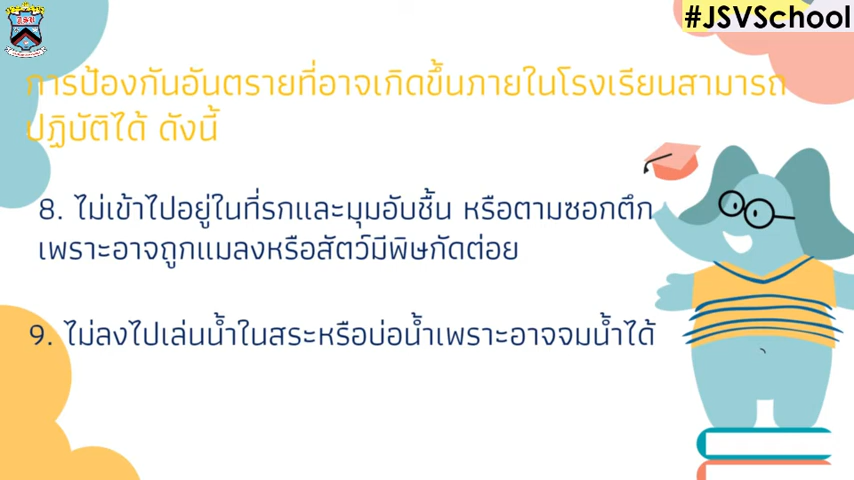 #JSVSchool
JSV
การป้องกันอันตรายที่อาจเกิดขึ้นภายในโรงเรียนสามารถ
ปฏิบัติได้ ดังนี้
8. ไม่เข้าไปอยู่ในที่รกและมุมอับชื้น หรือตามซอกตึก
เพราะอาจถูกแมลงหรือสัตว์มีพิษกัดต่อย
9. ไม่ลงไปเล่นน้ำในสระหรือบ่อน้ำเพราะอาจจมน้ำได้